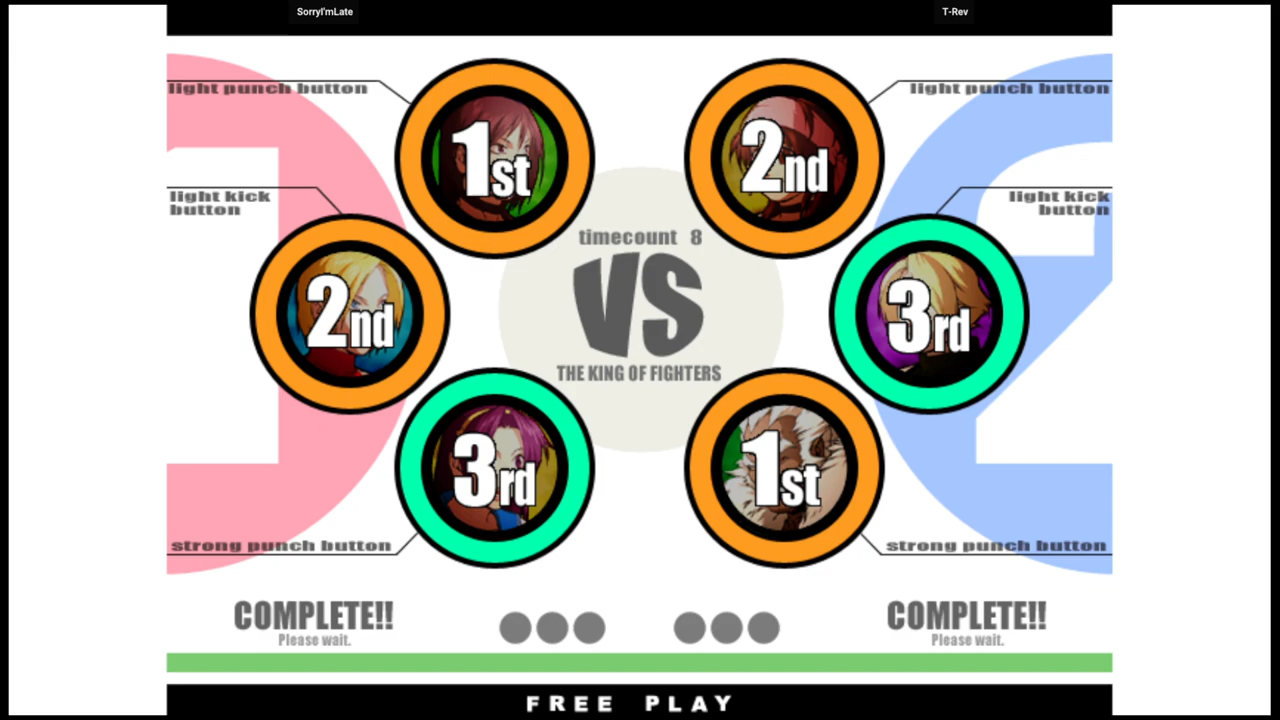 SorryI'mLate
T-Rev
light punch button
light punch button
1st
2nd
light kick
button
light kick
button
timecount 8
VS
THE KING OF FIGHTERS
2nd
3rd
3rd
1st
strong punch button
strong punch button
COMPLETE!!
Please wait.
COMPLETE!!
Please wait.
FREE PLAY